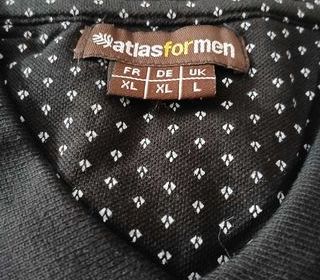 atlasformen
FR DE UK
XL XL L